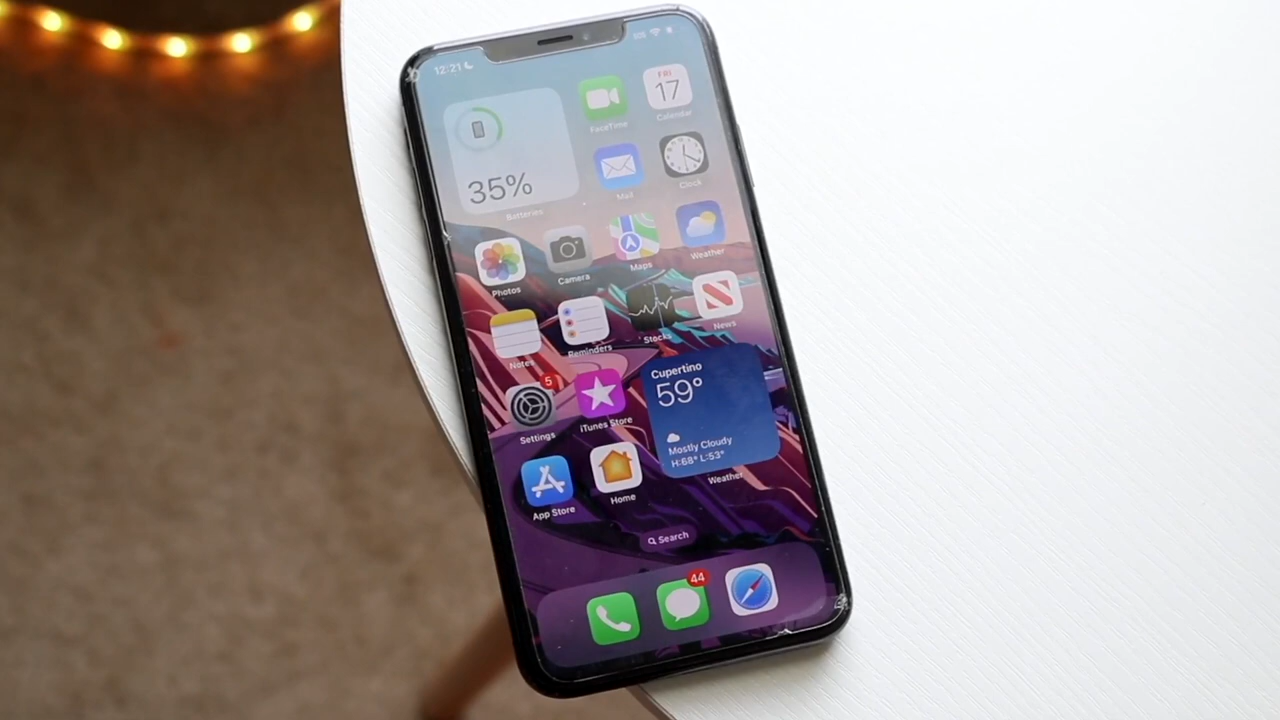 12:21
SOS
35%
Batteries
FaceTime
FRI
17
Calendar
Mail
Clock
Photos
Camera
Maps
Weather
Notes
Reminders
Stocks
News
5
Settings
iTunes Store
Cupertino
59°
Mostly Cloudy
H:68° L:53°
Weather
App Store
Home
Search
44